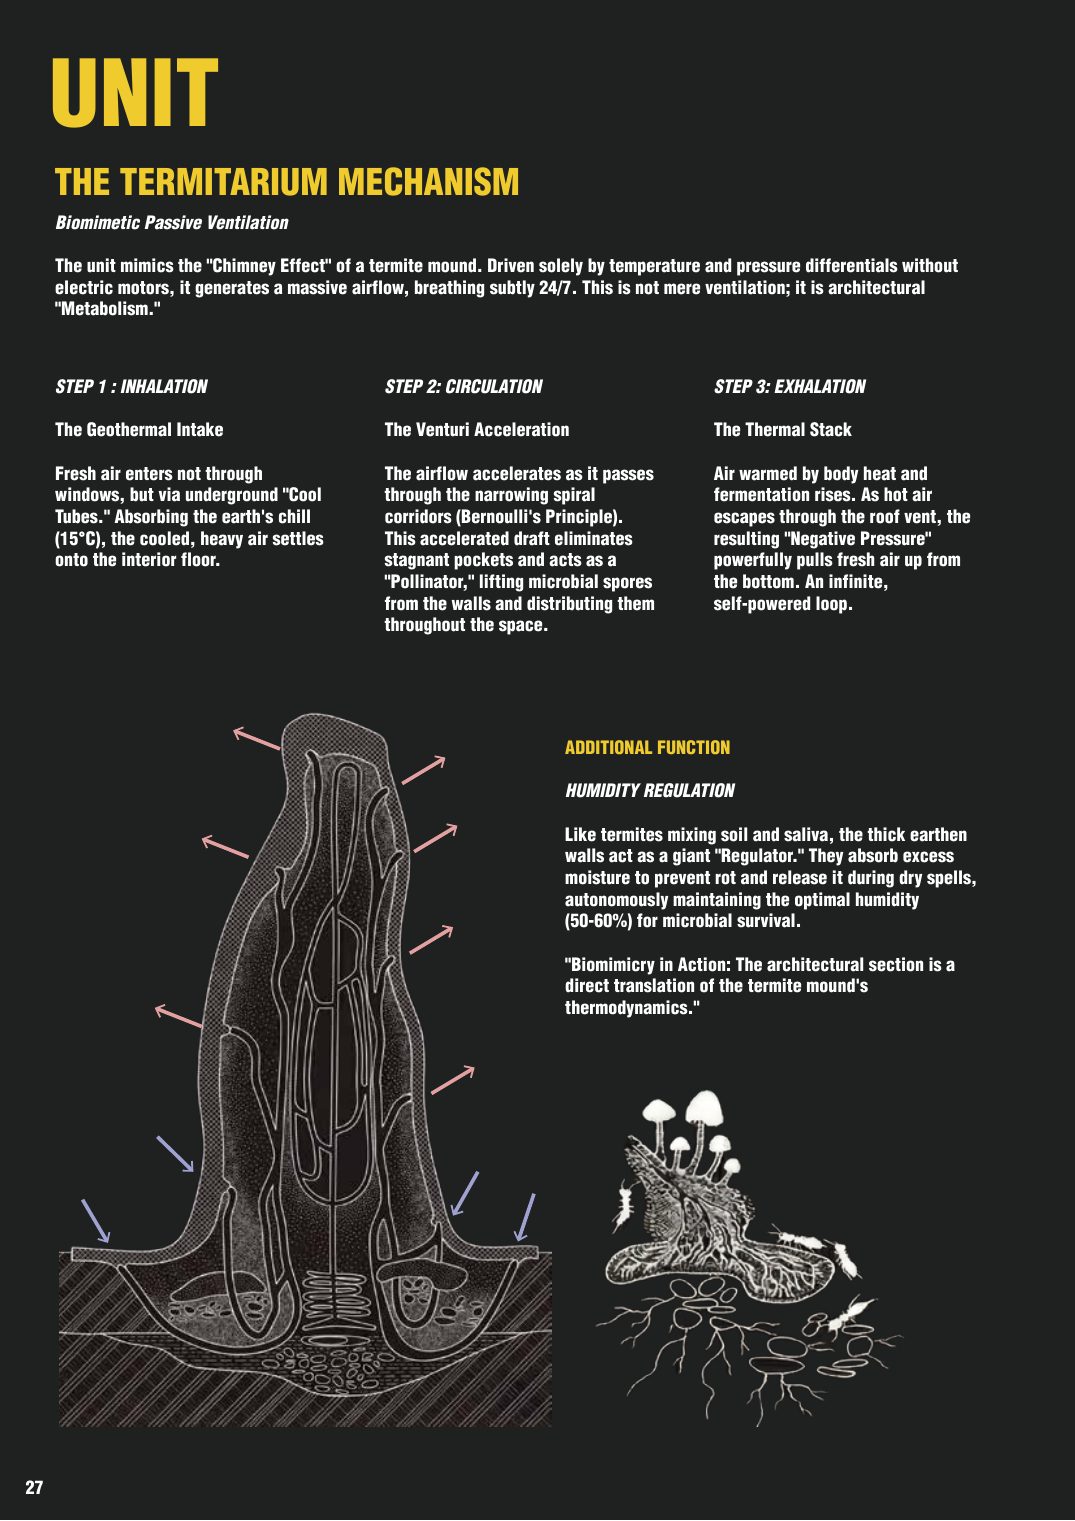 UNIT
THE TERMITARIUM MECHANISM
Biomimetic Passive Ventilation
The unit mimics the "Chimney Effect" of a termite mound. Driven solely by temperature and pressure differentials without
electric motors, it generates a massive airflow, breathing subtly 24/7. This is not mere ventilation; it is architectural
"Metabolism."
STEP 1 : INHALATION
The Geothermal Intake
Fresh air enters not through
windows, but via underground "Cool
Tubes." Absorbing the earth's chill
(15°C), the cooled, heavy air settles
onto the interior floor.
STEP 2: CIRCULATION
The Venturi Acceleration
The airflow accelerates as it passes
through the narrowing spiral
corridors (Bernoulli's Principle).
This accelerated draft eliminates
stagnant pockets and acts as a
"Pollinator," lifting microbial spores
from the walls and distributing them
throughout the space.
STEP 3: EXHALATION
The Thermal Stack
Air warmed by body heat and
fermentation rises. As hot air
escapes through the roof vent, the
resulting "Negative Pressure"
powerfully pulls fresh air up from
the bottom. An infinite,
self-powered loop.
ADDITIONAL FUNCTION
HUMIDITY REGULATION
Like termites mixing soil and saliva, the thick earthen
walls act as a giant "Regulator." They absorb excess
moisture to prevent rot and release it during dry spells,
autonomously maintaining the optimal humidity
(50-60%) for microbial survival.
"Biomimicry in Action: The architectural section is a
direct translation of the termite mound's
thermodynamics."
27